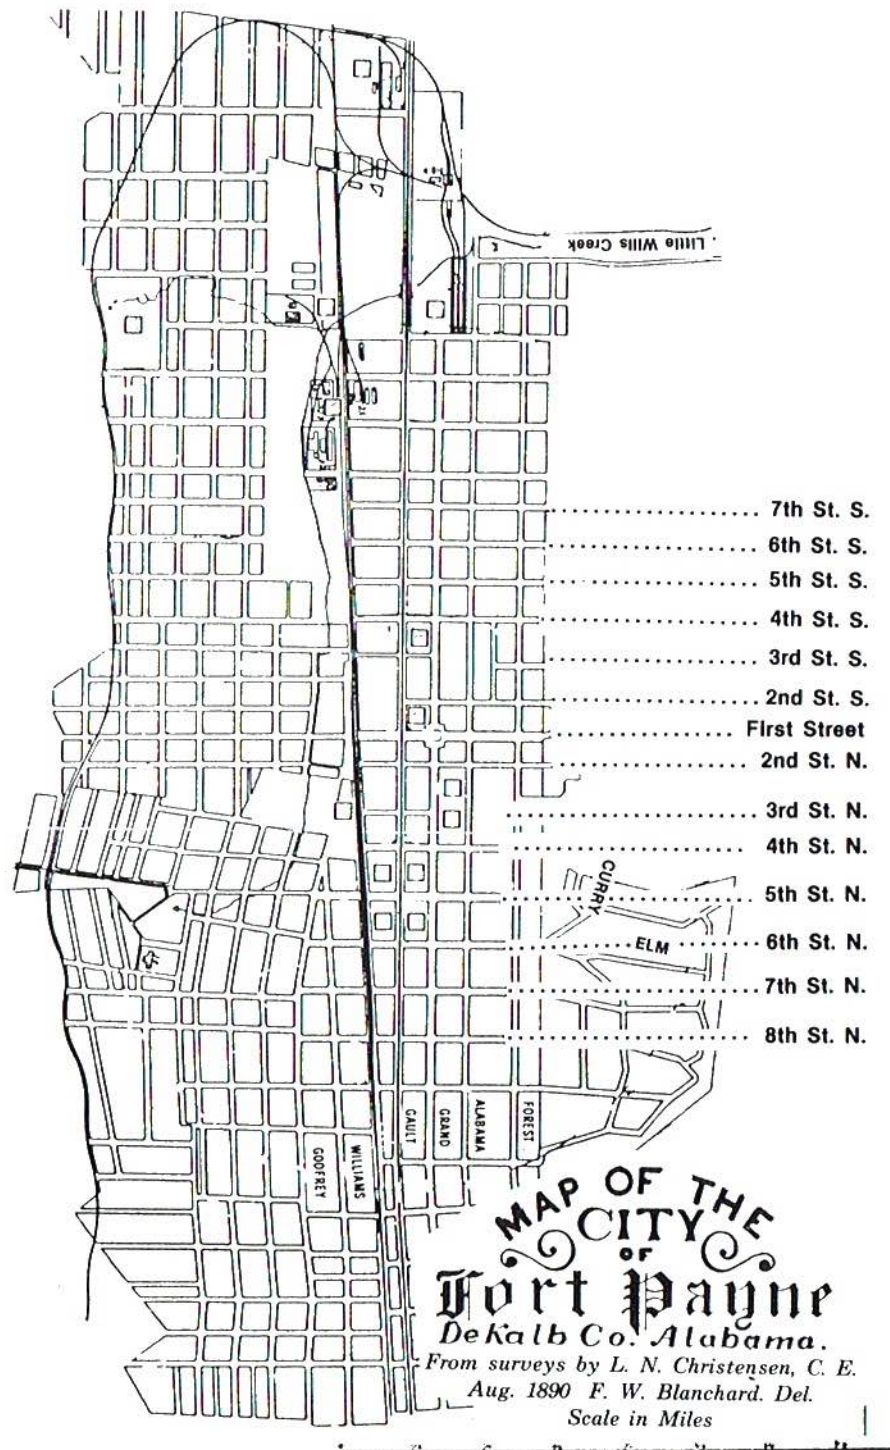 Little Wills Creek
7th St. S.
6th St. S.
5th St. S.
4th St. S.
3rd St. S.
2nd St. S.
First Street
2nd St. N.
3rd St. N.
4th St. N.
CURRY
5th St. N.
ELM
6th St. N.
7th St. N.
8th St. N.
GODFREY
WILLIAMS
GAULT
GRAND
ALABAMA
FOREST
MAP OF THE
CITY
OF
Fort Payne
DeKalb Co. Alabama.
From surveys by L. N. Christensen, C. E.
Aug. 1890 F. W. Blanchard. Del.
Scale in Miles